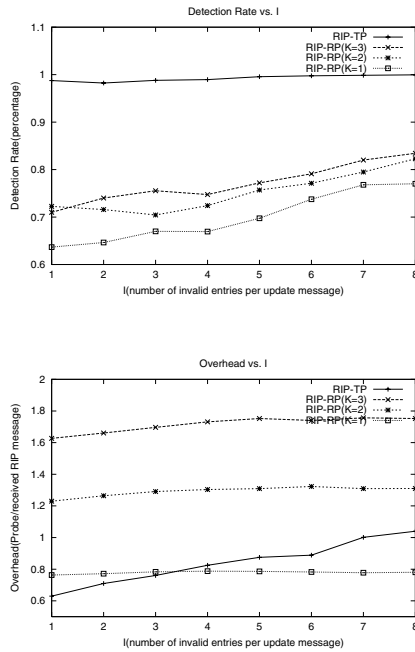 Detection Rate vs. I
Detection Rate(percentage)
1.1
1
0.9
0.8
0.7
0.6
RIP-TP
RIP-RP(K=3)
RIP-RP(K=2)
RIP-RP(K=1)
1 2 3 4 5 6 7 8
I(number of invalid entries per update message)
Overhead vs. I
Overhead(Probe/received RIP message)
2
1.8
1.6
1.4
1.2
1
0.8
0.6
RIP-TP
RIP-RP(K=3)
RIP-RP(K=2)
RIP-RP(K=1)
1 2 3 4 5 6 7 8
I(number of invalid entries per update message)